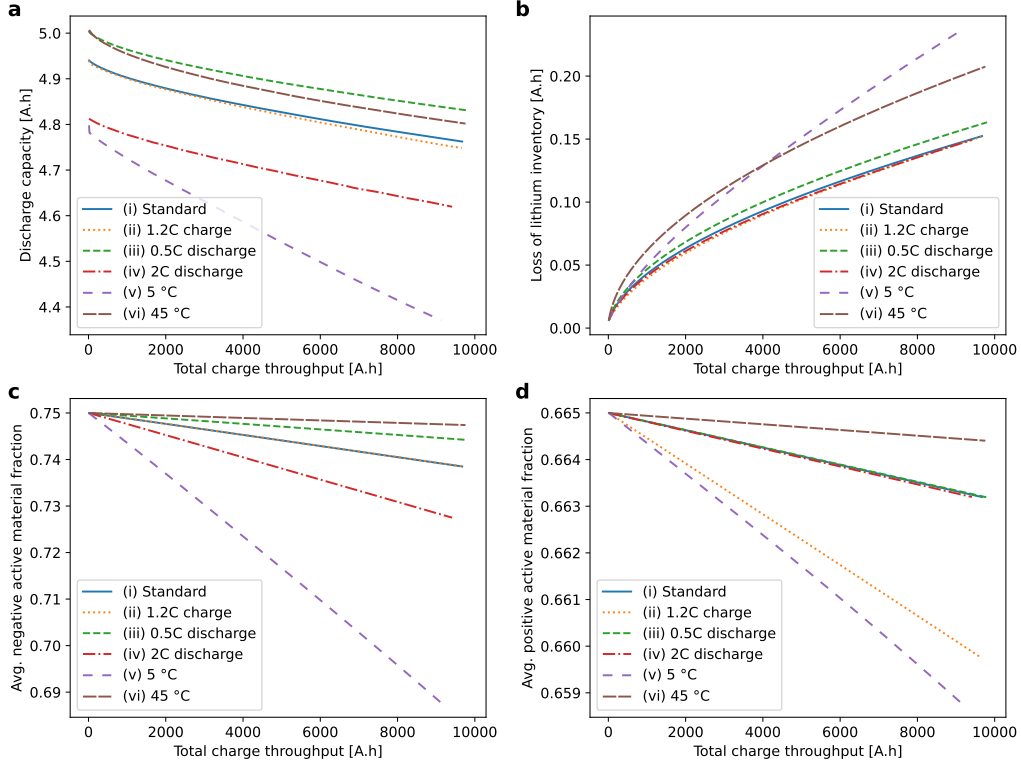 a
5.0
4.9
4.8
4.7
4.6
4.5
4.4
Discharge capacity [A.h]
(i) Standard
(ii) 1.2C charge
(iii) 0.5C discharge
(iv) 2C discharge
(v) 5 °C
(vi) 45 °C
0 2000 4000 6000 8000 10000
Total charge throughput [A.h]
b
0.20
0.15
0.10
0.05
0.00
Loss of lithium inventory [A.h]
(i) Standard
(ii) 1.2C charge
(iii) 0.5C discharge
(iv) 2C discharge
(v) 5 °C
(vi) 45 °C
0 2000 4000 6000 8000 10000
Total charge throughput [A.h]
c
0.75
0.74
0.73
0.72
0.71
0.70
0.69
Avg. negative active material fraction
(i) Standard
(ii) 1.2C charge
(iii) 0.5C discharge
(iv) 2C discharge
(v) 5 °C
(vi) 45 °C
0 2000 4000 6000 8000 10000
Total charge throughput [A.h]
d
0.665
0.664
0.663
0.662
0.661
0.660
0.659
Avg. positive active material fraction
(i) Standard
(ii) 1.2C charge
(iii) 0.5C discharge
(iv) 2C discharge
(v) 5 °C
(vi) 45 °C
0 2000 4000 6000 8000 10000
Total charge throughput [A.h]